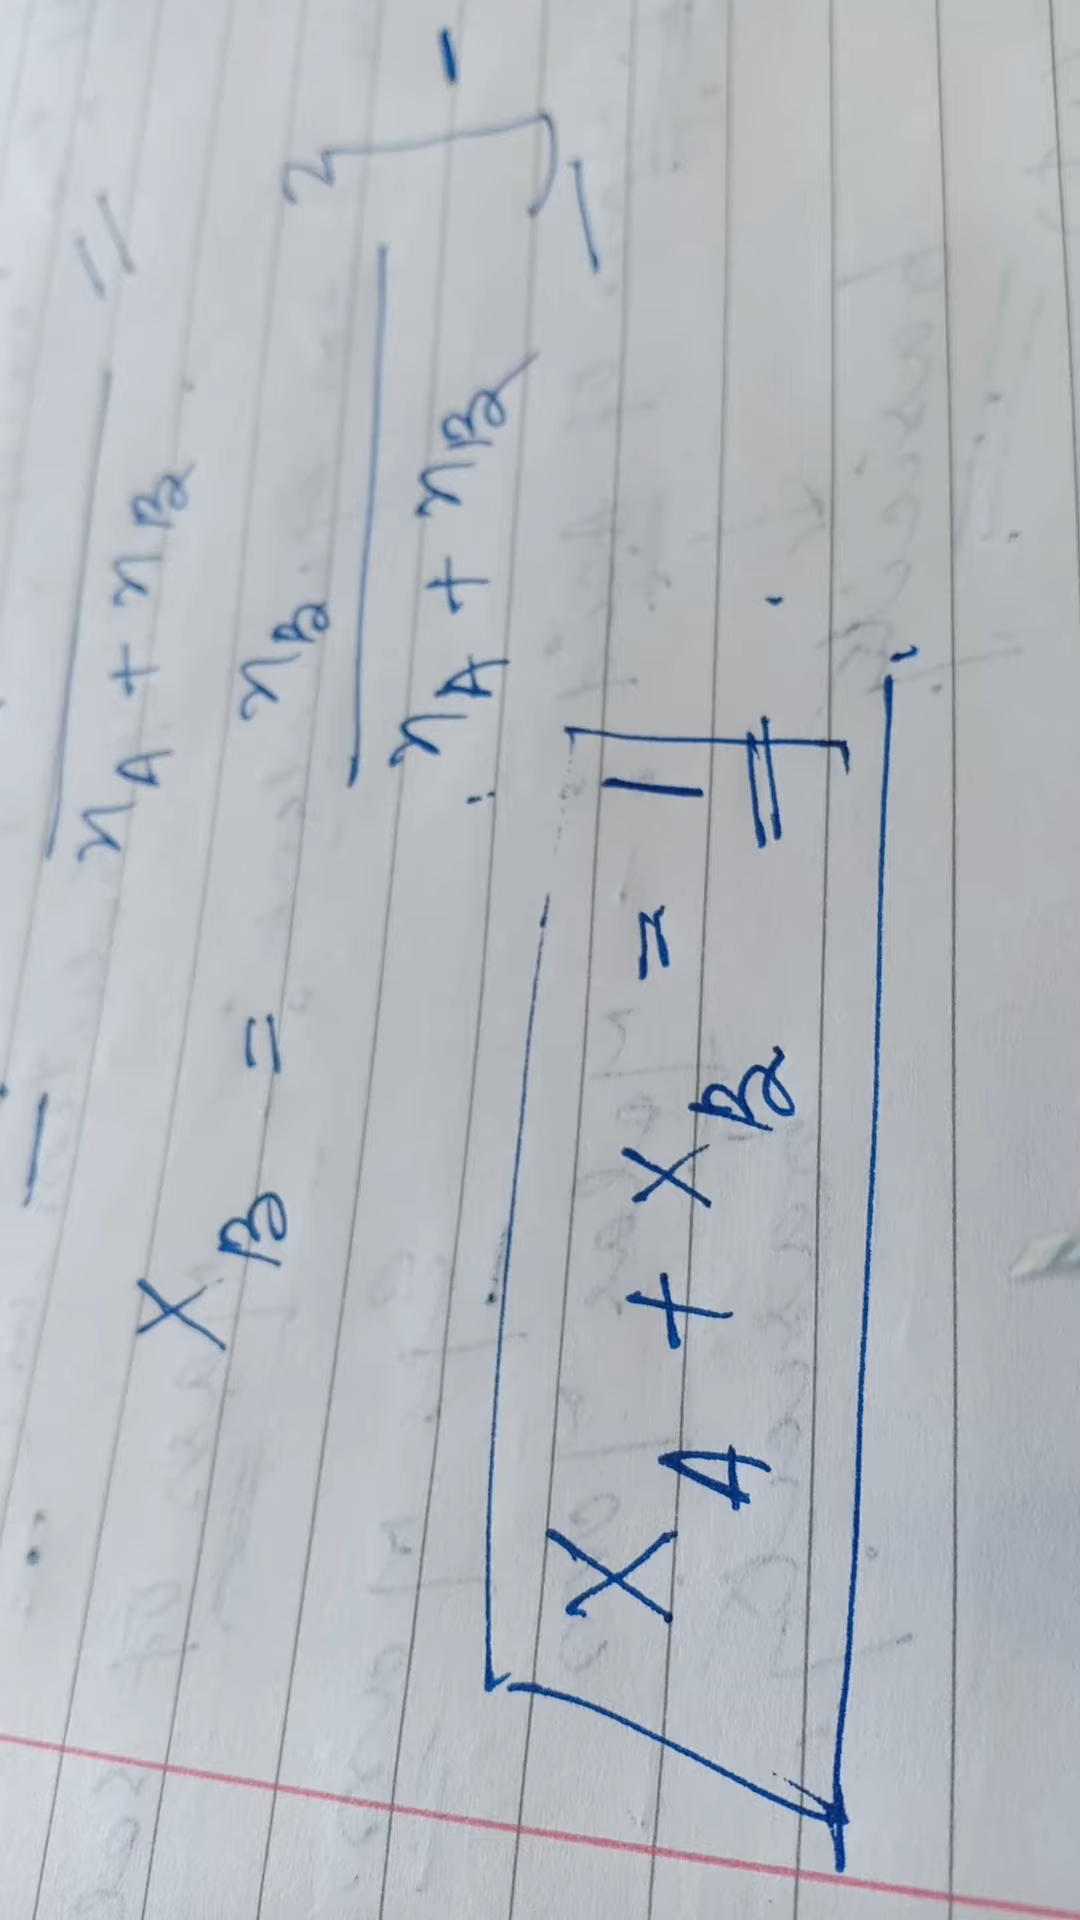 n_A + n_B
X_B = n_B / (n_A + n_B)
X_A + X_B = 1